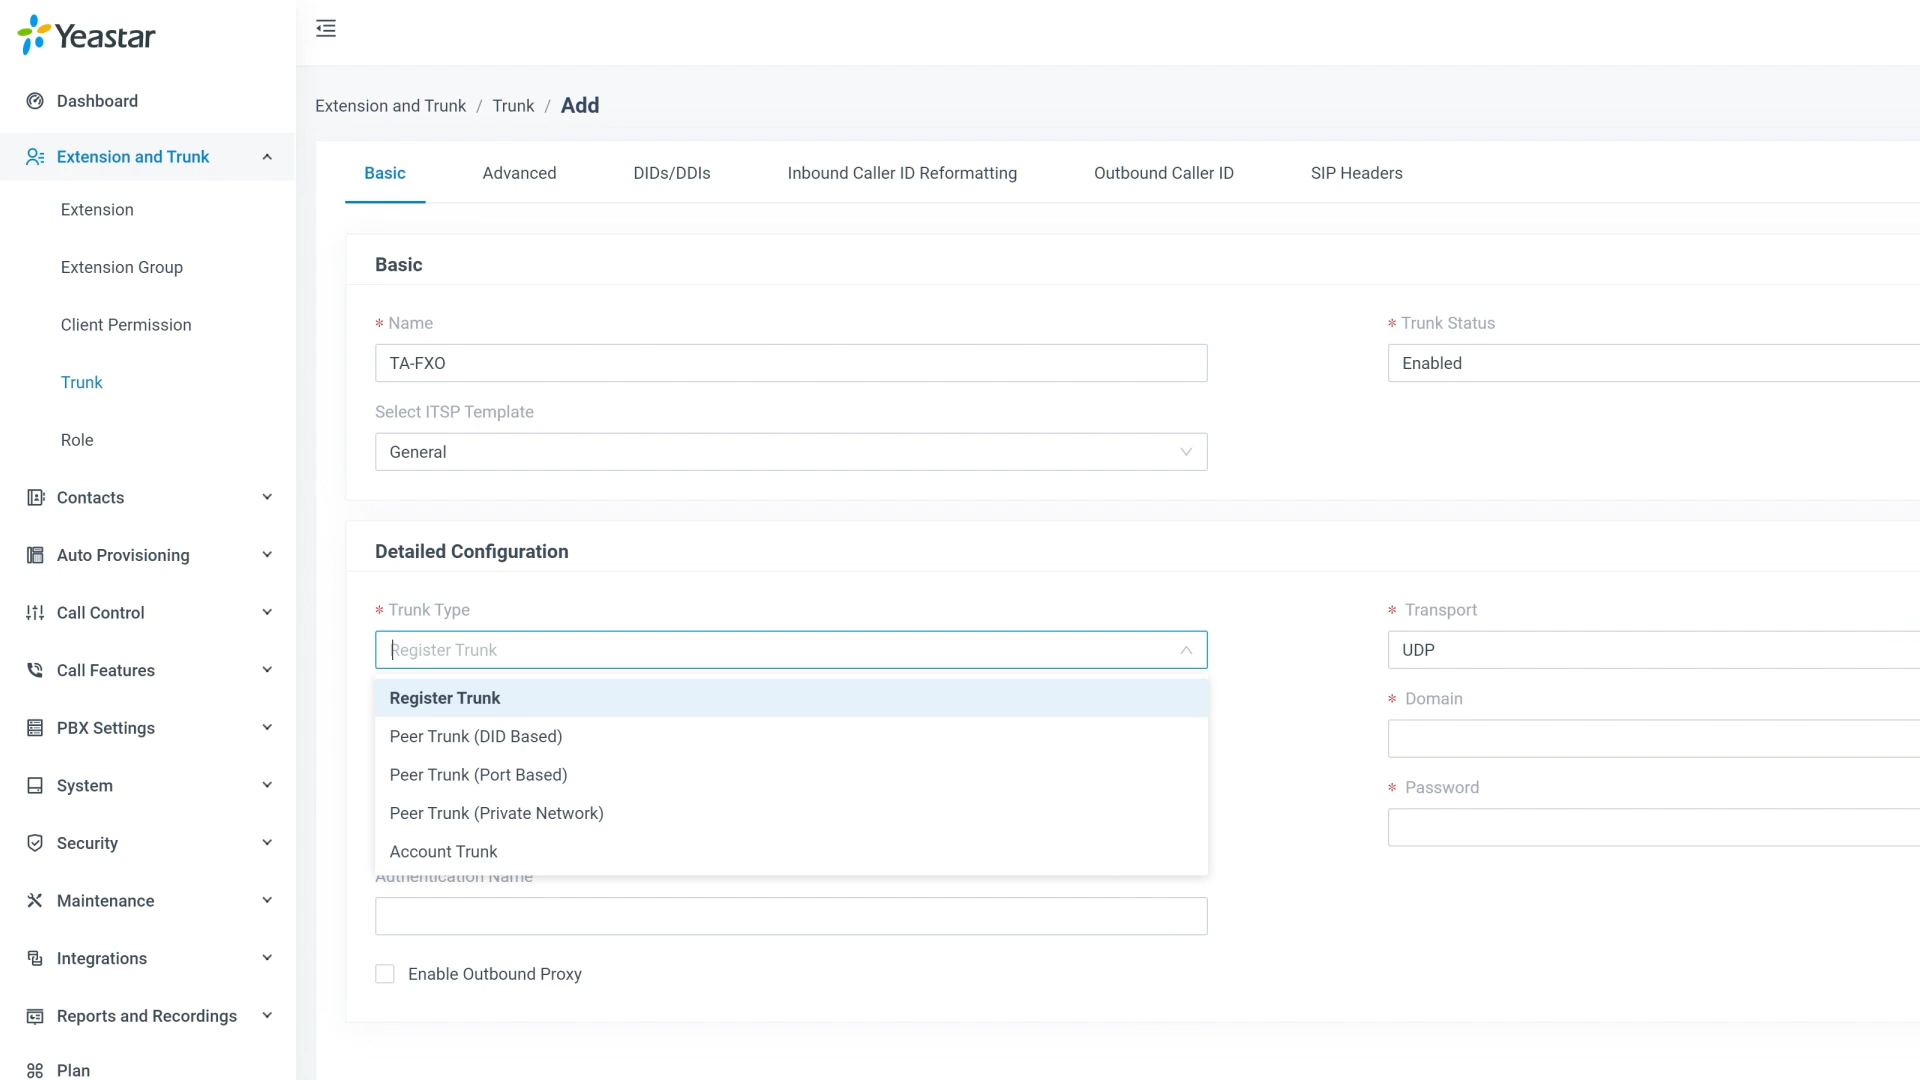 Yeastar
Dashboard
Extension and Trunk
Extension
Extension Group
Client Permission
Trunk
Role
Contacts
Auto Provisioning
Call Control
Call Features
PBX Settings
System
Security
Maintenance
Integrations
Reports and Recordings
Plan
Extension and Trunk / Trunk / Add
Basic Advanced DIDs/DDIs Inbound Caller ID Reformatting Outbound Caller ID SIP Headers
Basic
* Name
TA-FXO
* Trunk Status
Enabled
Select ITSP Template
General
Detailed Configuration
* Trunk Type
Register Trunk
* Transport
UDP
Register Trunk
Peer Trunk (DID Based)
Peer Trunk (Port Based)
Peer Trunk (Private Network)
Account Trunk
* Domain
* Password
Authentication Name
Enable Outbound Proxy